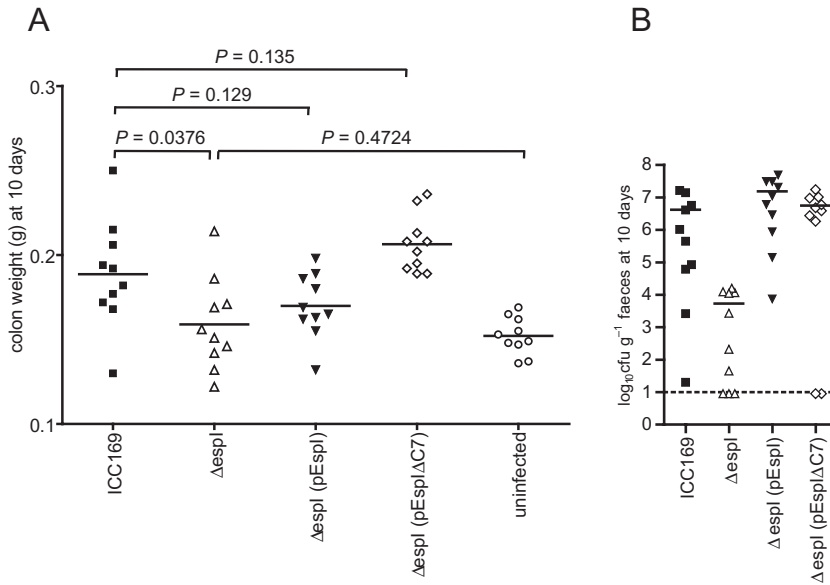 A
B
P = 0.135
P = 0.129
P = 0.0376
P = 0.4724
colon weight (g) at 10 days
0.3
0.2
0.1
ICC169
ΔespI
ΔespI (pEspI)
ΔespI (pEspIΔC7)
uninfected
log10cfu g–1 faeces at 10 days
8
7
6
5
4
3
2
1
0
ICC169
ΔespI
ΔespI (pEspI)
ΔespI (pEspIΔC7)